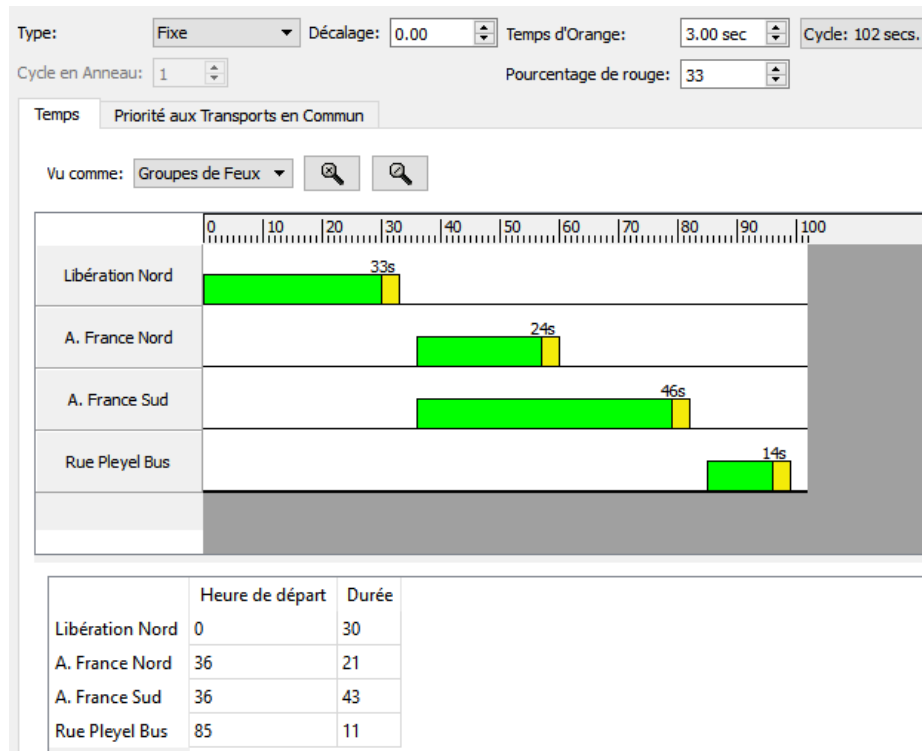 Type: Fixe Décalage: 0.00 Temps d'Orange: 3.00 sec Cycle: 102 secs.
Cycle en Anneau: 1 Pourcentage de rouge: 33
Temps Priorité aux Transports en Commun
Vu comme: Groupes de Feux
0 10 20 30 40 50 60 70 80 90 100
Libération Nord 33s
A. France Nord 24s
A. France Sud 46s
Rue Pleyel Bus 14s
Heure de départ Durée
Libération Nord 0 30
A. France Nord 36 21
A. France Sud 36 43
Rue Pleyel Bus 85 11